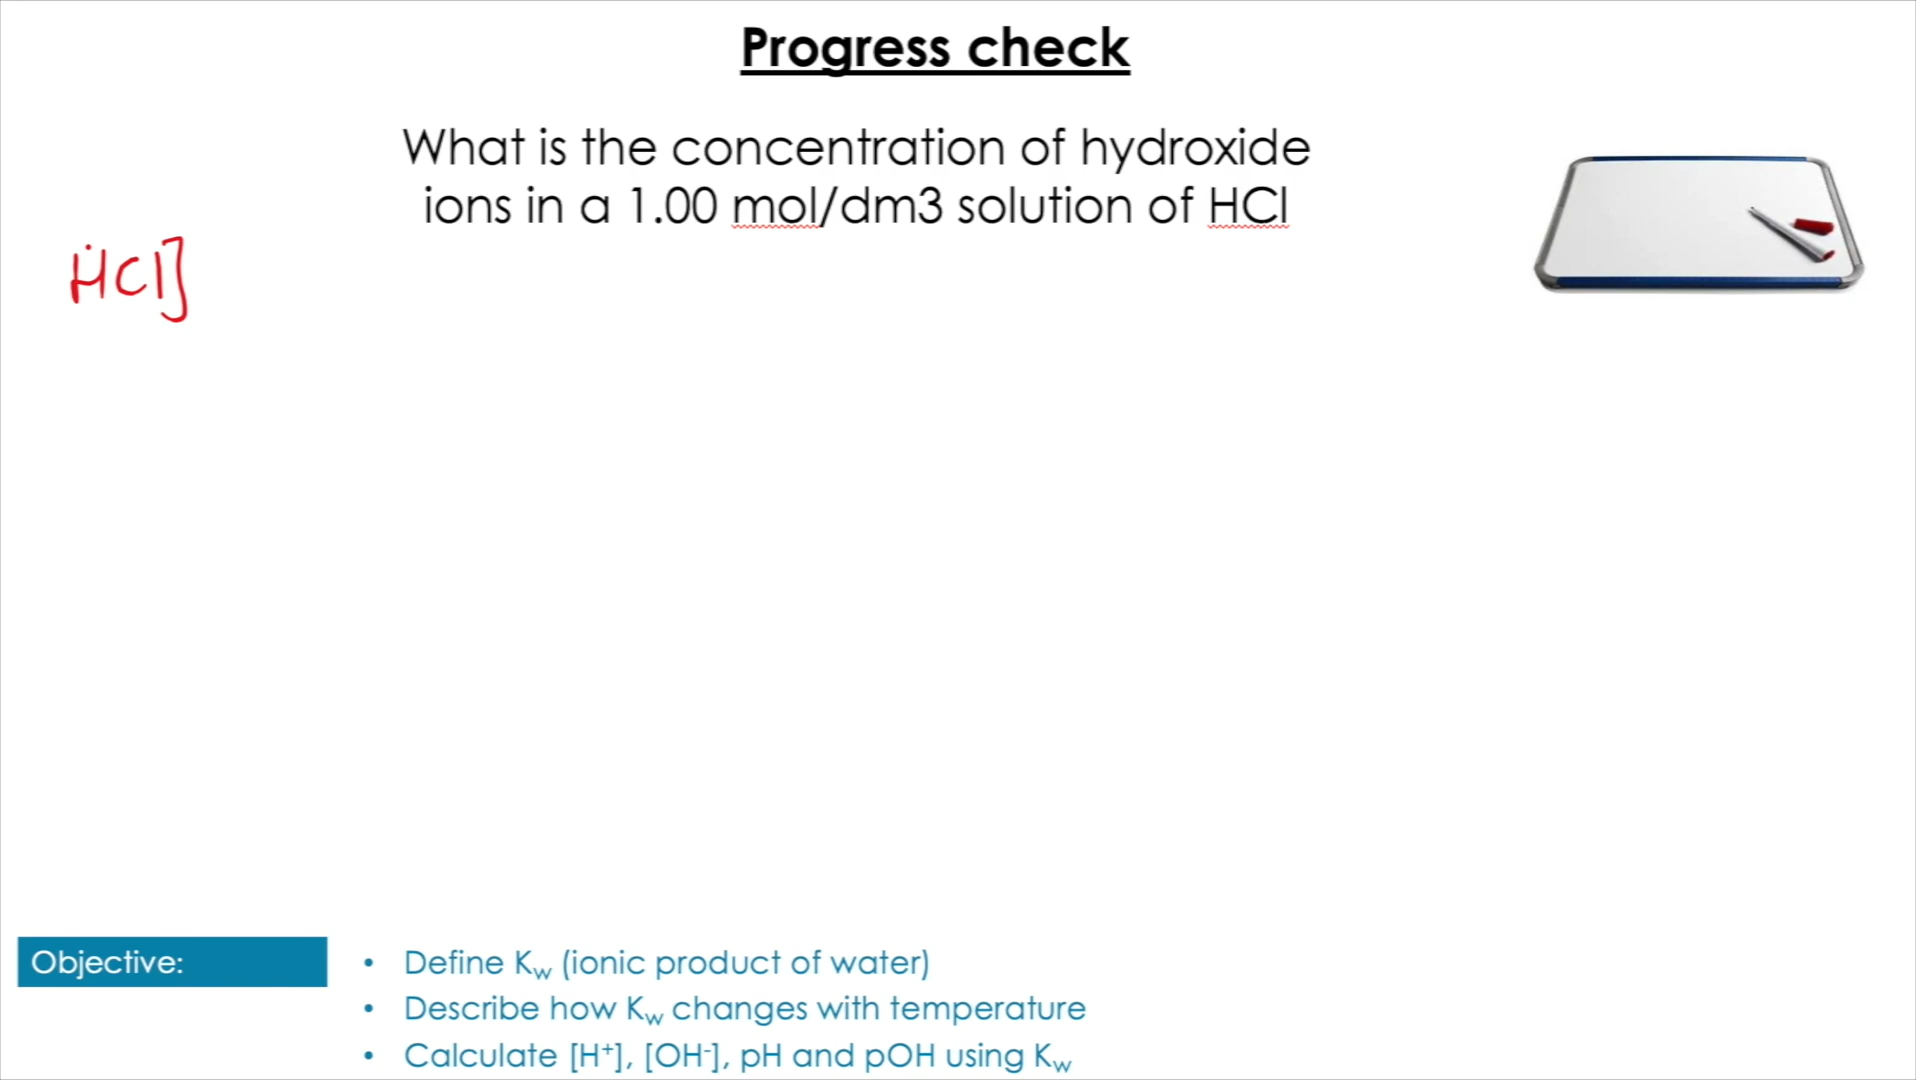 Progress check
What is the concentration of hydroxide
ions in a 1.00 mol/dm3 solution of HCl
HCl]
Objective:
• Define Kw (ionic product of water)
• Describe how Kw changes with temperature
• Calculate [H⁺], [OH⁻], pH and pOH using Kw